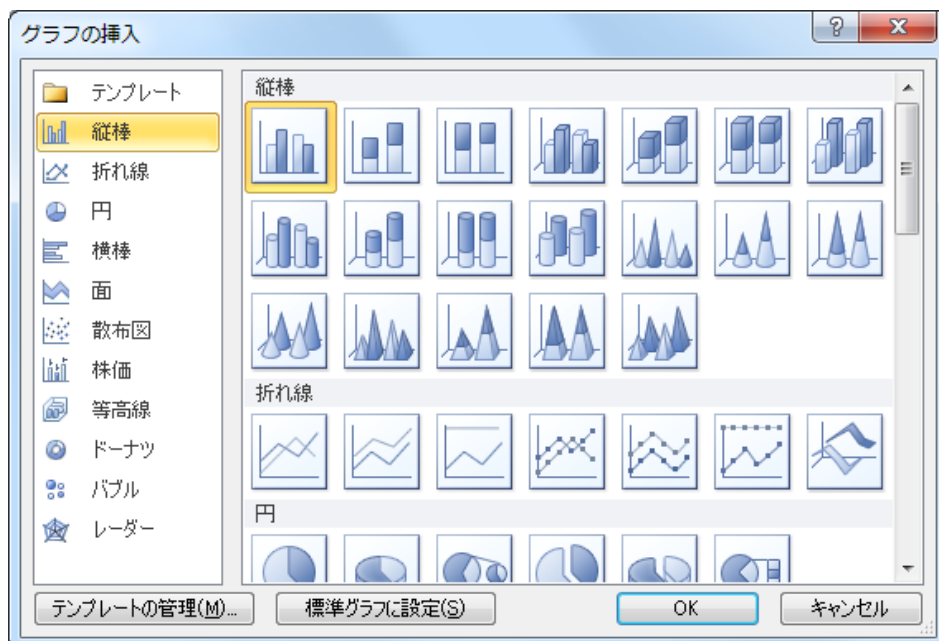 グラフの挿入
テンプレート
縦棒
折れ線
円
横棒
面
散布図
株価
等高線
ドーナツ
バブル
レーダー
縦棒
折れ線
円
テンプレートの管理(M)...
標準グラフに設定(S)
OK
キャンセル